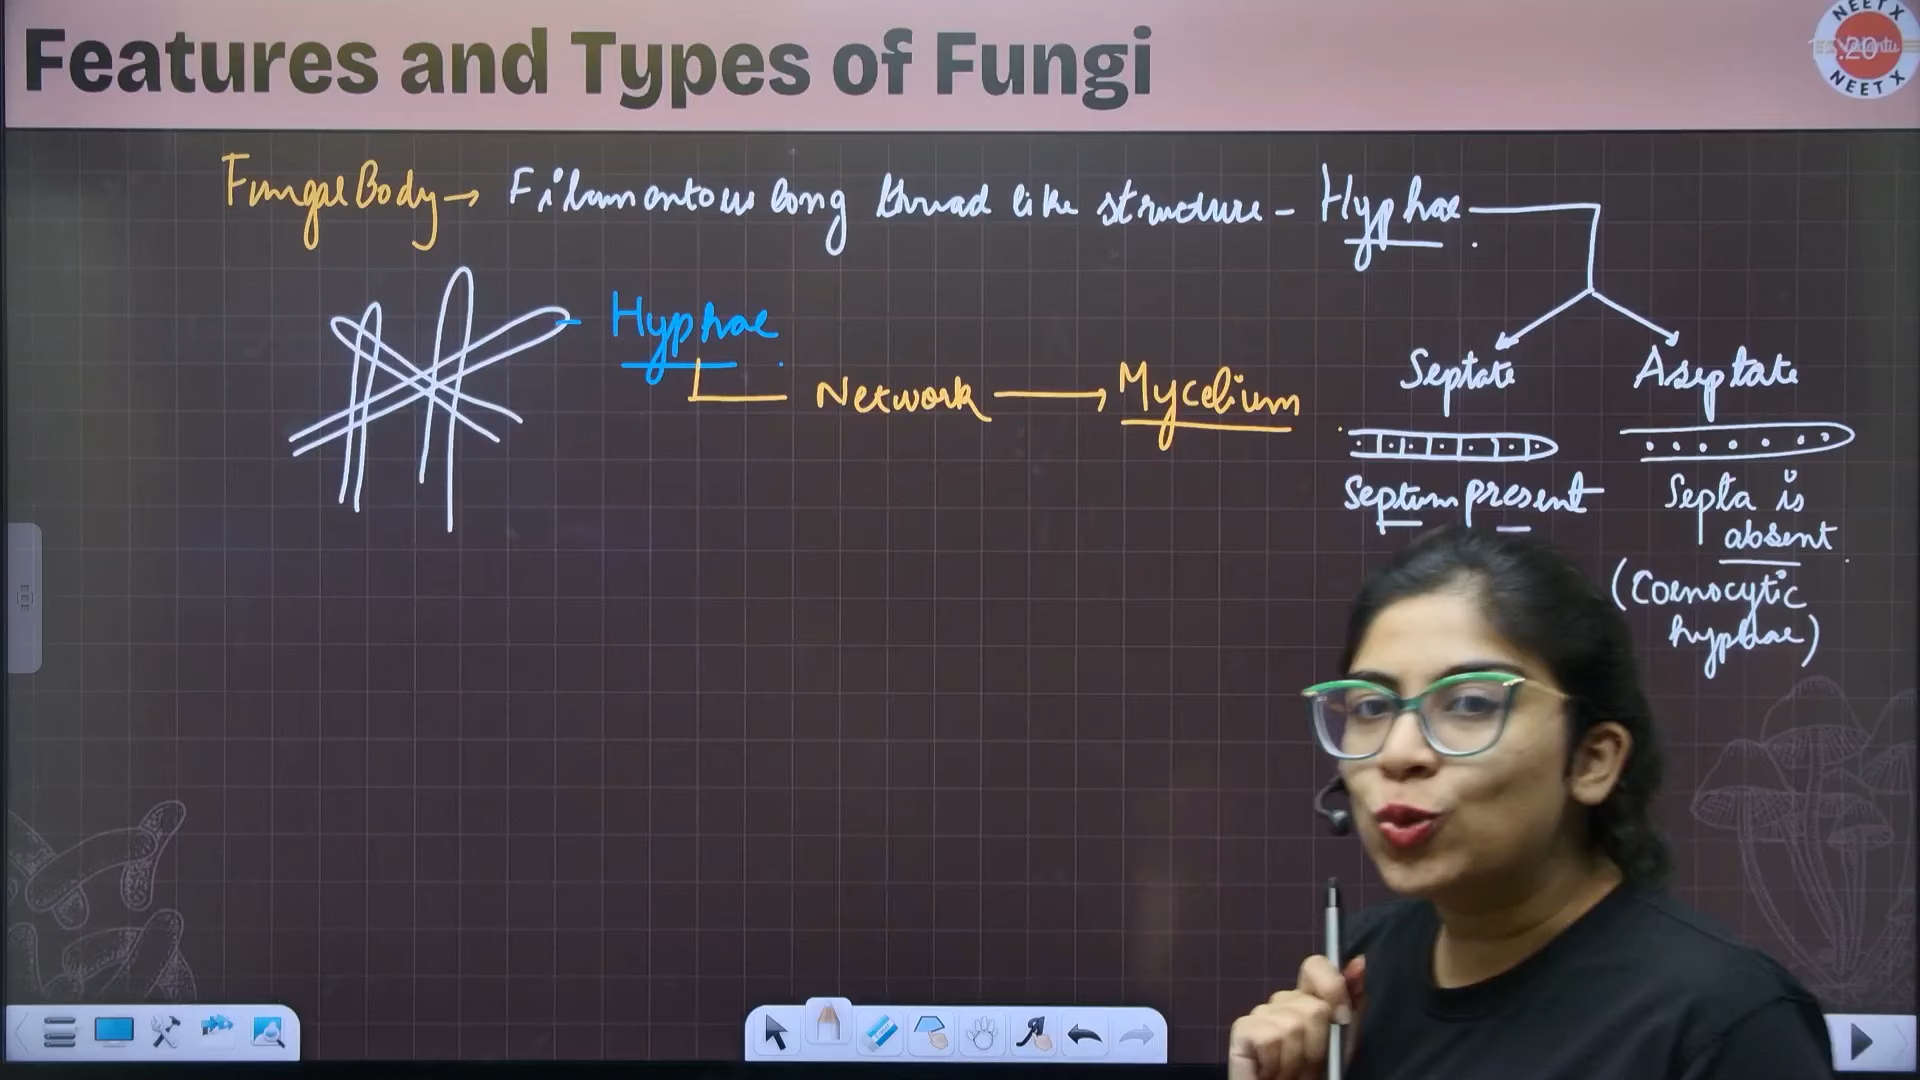 Features and Types of Fungi
NEET X
NEET X
Fungal Body → Filamentous long thread like structure - Hyphae
Hyphae
Network → Mycelium
Septate
Aseptate
Septum present
Septa is
absent
(Coenocytic
hyphae)